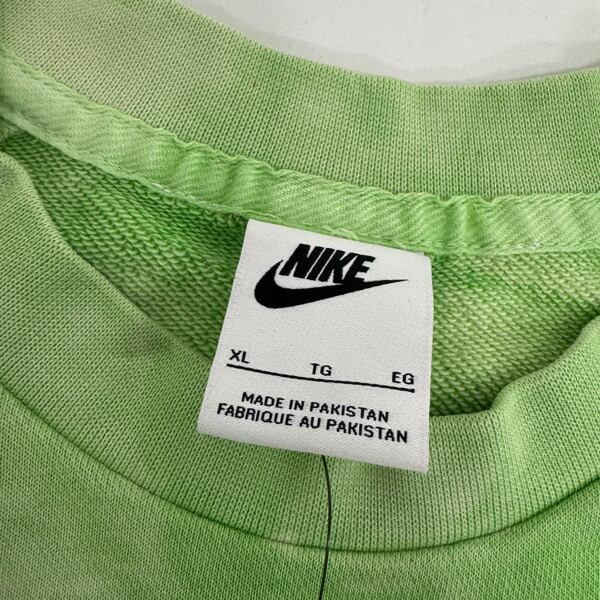 NIKE
XL TG EG
MADE IN PAKISTAN
FABRIQUE AU PAKISTAN